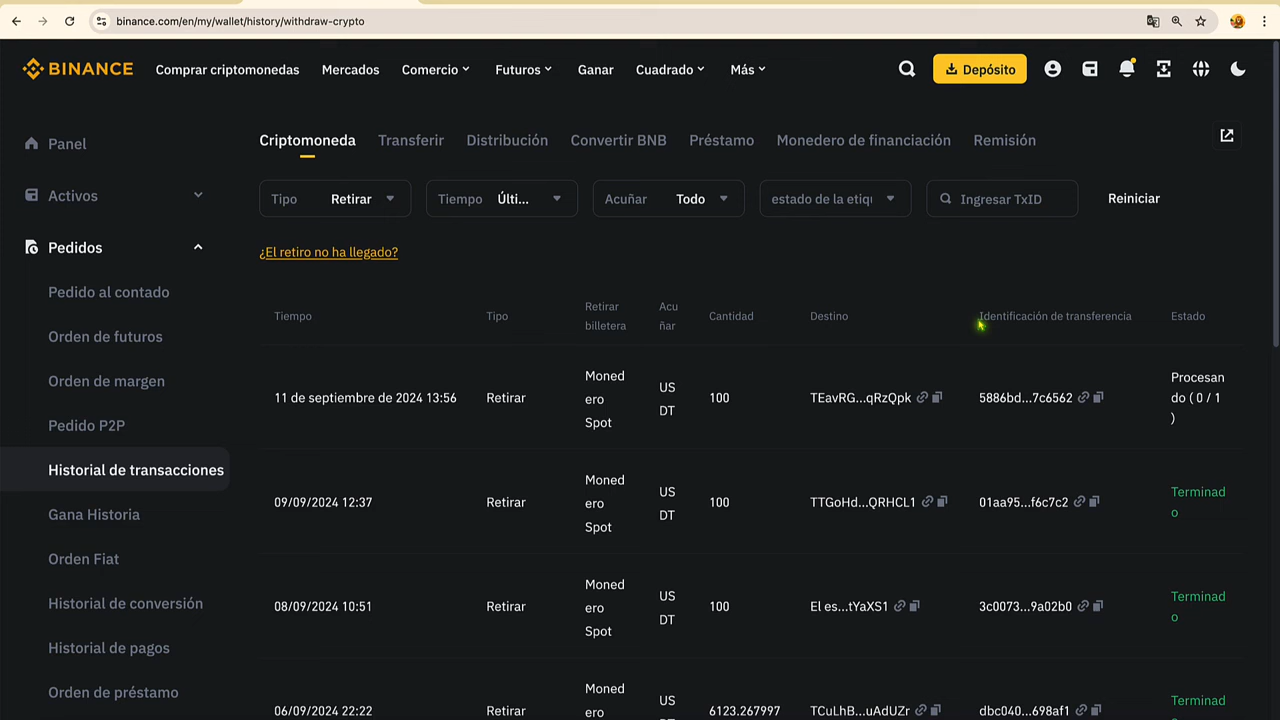 binance.com/en/my/wallet/history/withdraw-crypto
BINANCE
Comprar criptomonedas
Mercados
Comercio
Futuros
Ganar
Cuadrado
Más
Depósito
Panel
Activos
Pedidos
Pedido al contado
Orden de futuros
Orden de margen
Pedido P2P
Historial de transacciones
Gana Historia
Orden Fiat
Historial de conversión
Historial de pagos
Orden de préstamo
Criptomoneda
Transferir
Distribución
Convertir BNB
Préstamo
Monedero de financiación
Remisión
Tipo Retirar
Tiempo Últi...
Acuñar Todo
estado de la etiqu
Ingresar TxID
Reiniciar
¿El retiro no ha llegado?
Tiempo
Tipo
Retirar
billetera
Acu
ñar
Cantidad
Destino
Identificación de transferencia
Estado
11 de septiembre de 2024 13:56
Retirar
Moned
ero
Spot
US
DT
100
TEavRG...qRzQpk
5886bd...7c6562
Procesan
do ( 0 / 1
)
09/09/2024 12:37
Retirar
Moned
ero
Spot
US
DT
100
TTGoHd...QRHCL1
01aa95...f6c7c2
Terminad
o
08/09/2024 10:51
Retirar
Moned
ero
Spot
US
DT
100
El es...tYaXS1
3c0073...9a02b0
Terminad
o
06/09/2024 22:22
Retirar
Moned
ero
US
DT
6123.267997
TCuLhB...uAdUZr
dbc040...698af1
Terminad